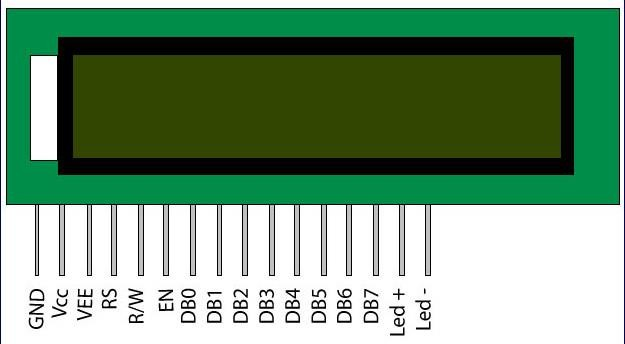 GND
Vcc
VEE
RS
R/W
EN
DB0
DB1
DB2
DB3
DB4
DB5
DB6
DB7
Led +
Led -